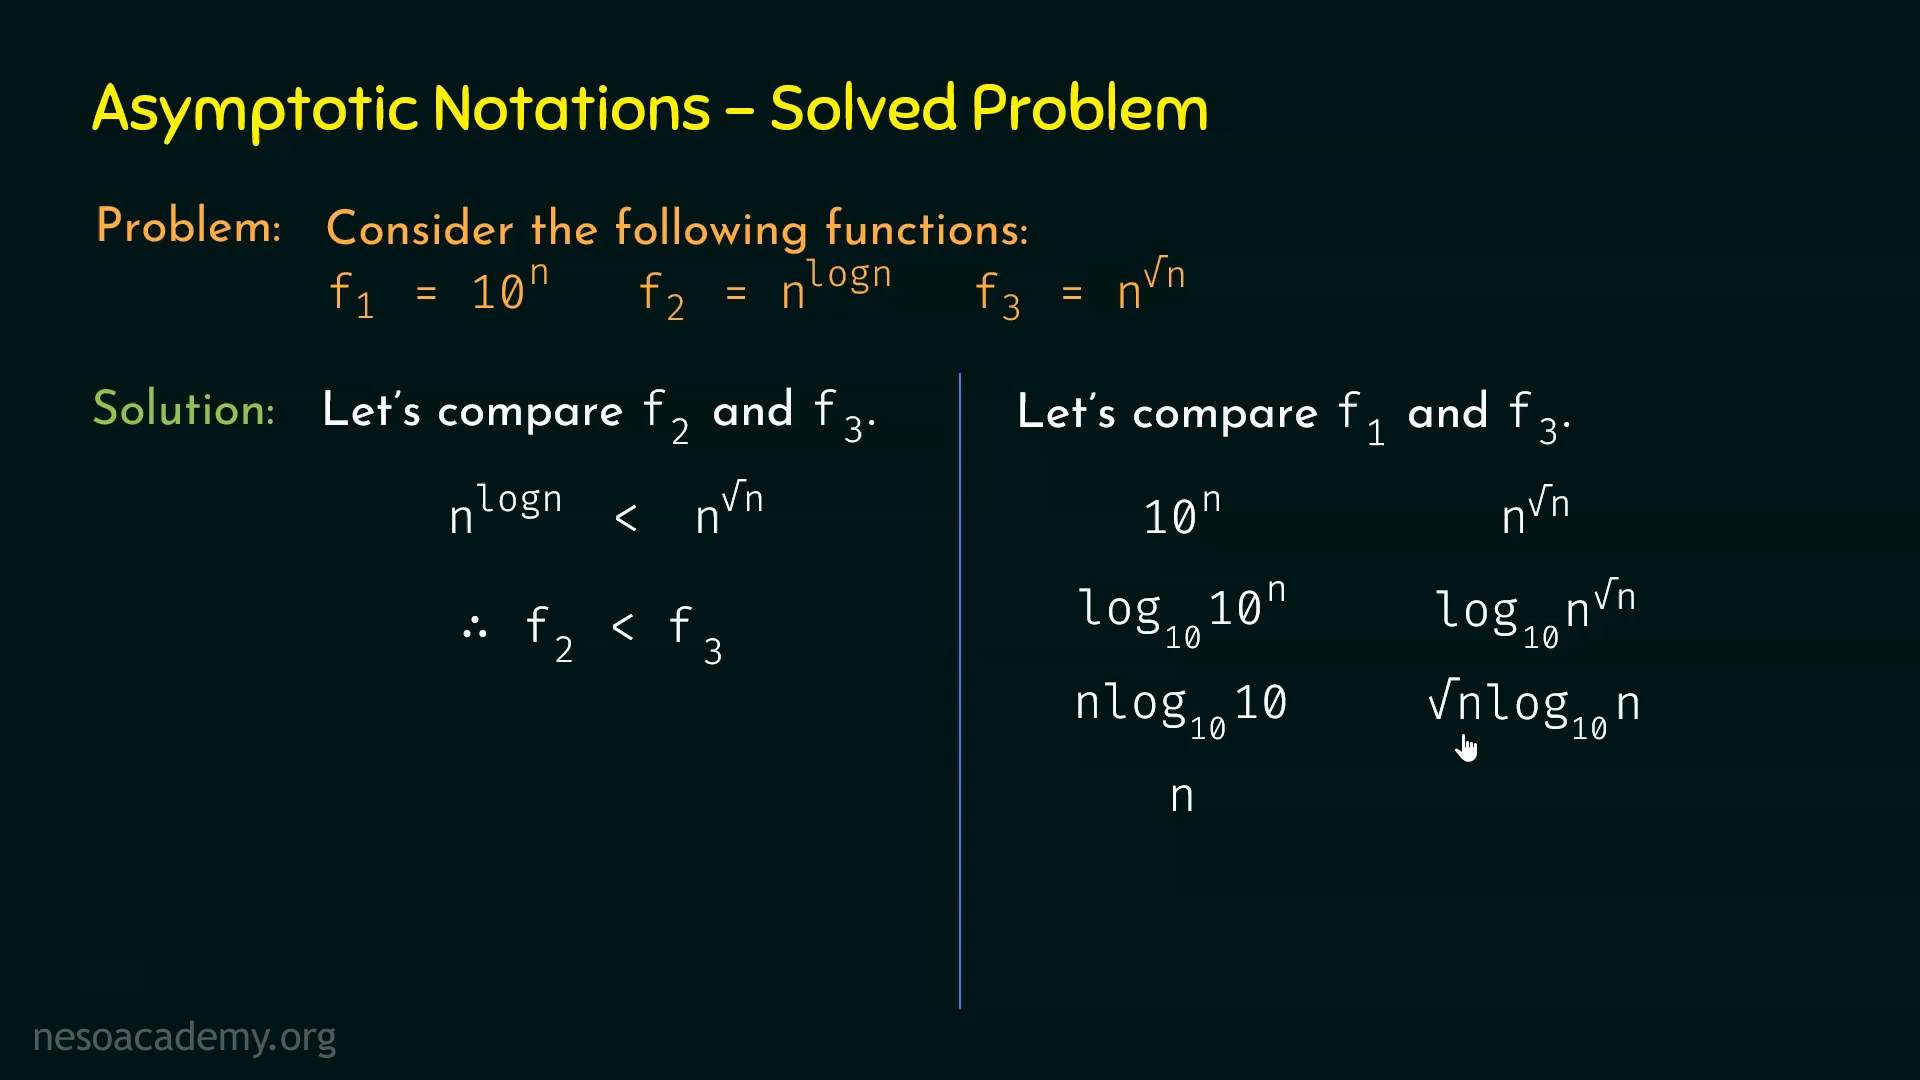 Asymptotic Notations – Solved Problem
Problem: Consider the following functions:
f₁ = 10ⁿ f₂ = n^logn f₃ = n^√n
Solution: Let's compare f₂ and f₃.
n^logn < n^√n
∴ f₂ < f₃
Let's compare f₁ and f₃.
10ⁿ n^√n
log₁₀10ⁿ log₁₀n^√n
nlog₁₀10 √nlog₁₀n
n
nesoacademy.org